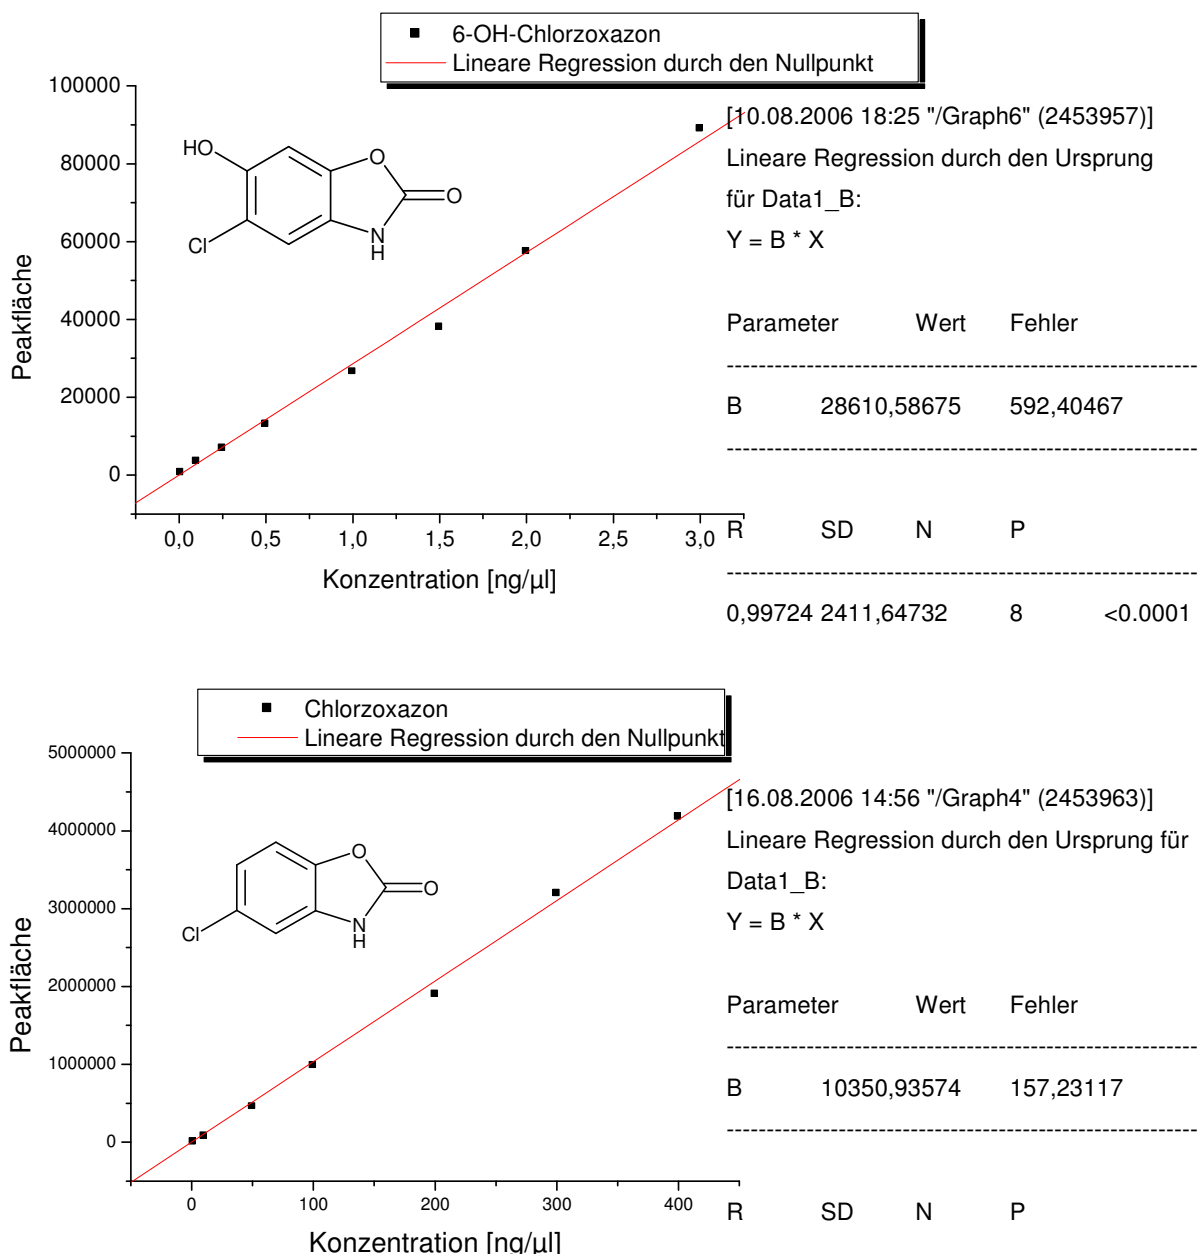 6-OH-Chlorzoxazon
Lineare Regression durch den Nullpunkt
100000
80000
60000
40000
20000
0
Peakfläche
HO
Cl
O
O
N
H
0,0 0,5 1,0 1,5 2,0 2,5 3,0
Konzentration [ng/µl]
[10.08.2006 18:25 "/Graph6" (2453957)]
Lineare Regression durch den Ursprung
für Data1_B:
Y = B * X
Parameter Wert Fehler
------------------------------------------------------------
B 28610,58675 592,40467
------------------------------------------------------------
R SD N P
------------------------------------------------------------
0,99724 2411,64732 8 <0.0001
Chlorzoxazon
Lineare Regression durch den Nullpunkt
5000000
4000000
3000000
2000000
1000000
0
Peakfläche
Cl
O
O
N
H
0 100 200 300 400
Konzentration [ng/µl]
[16.08.2006 14:56 "/Graph4" (2453963)]
Lineare Regression durch den Ursprung für
Data1_B:
Y = B * X
Parameter Wert Fehler
------------------------------------------------------------
B 10350,93574 157,23117
------------------------------------------------------------
R SD N P